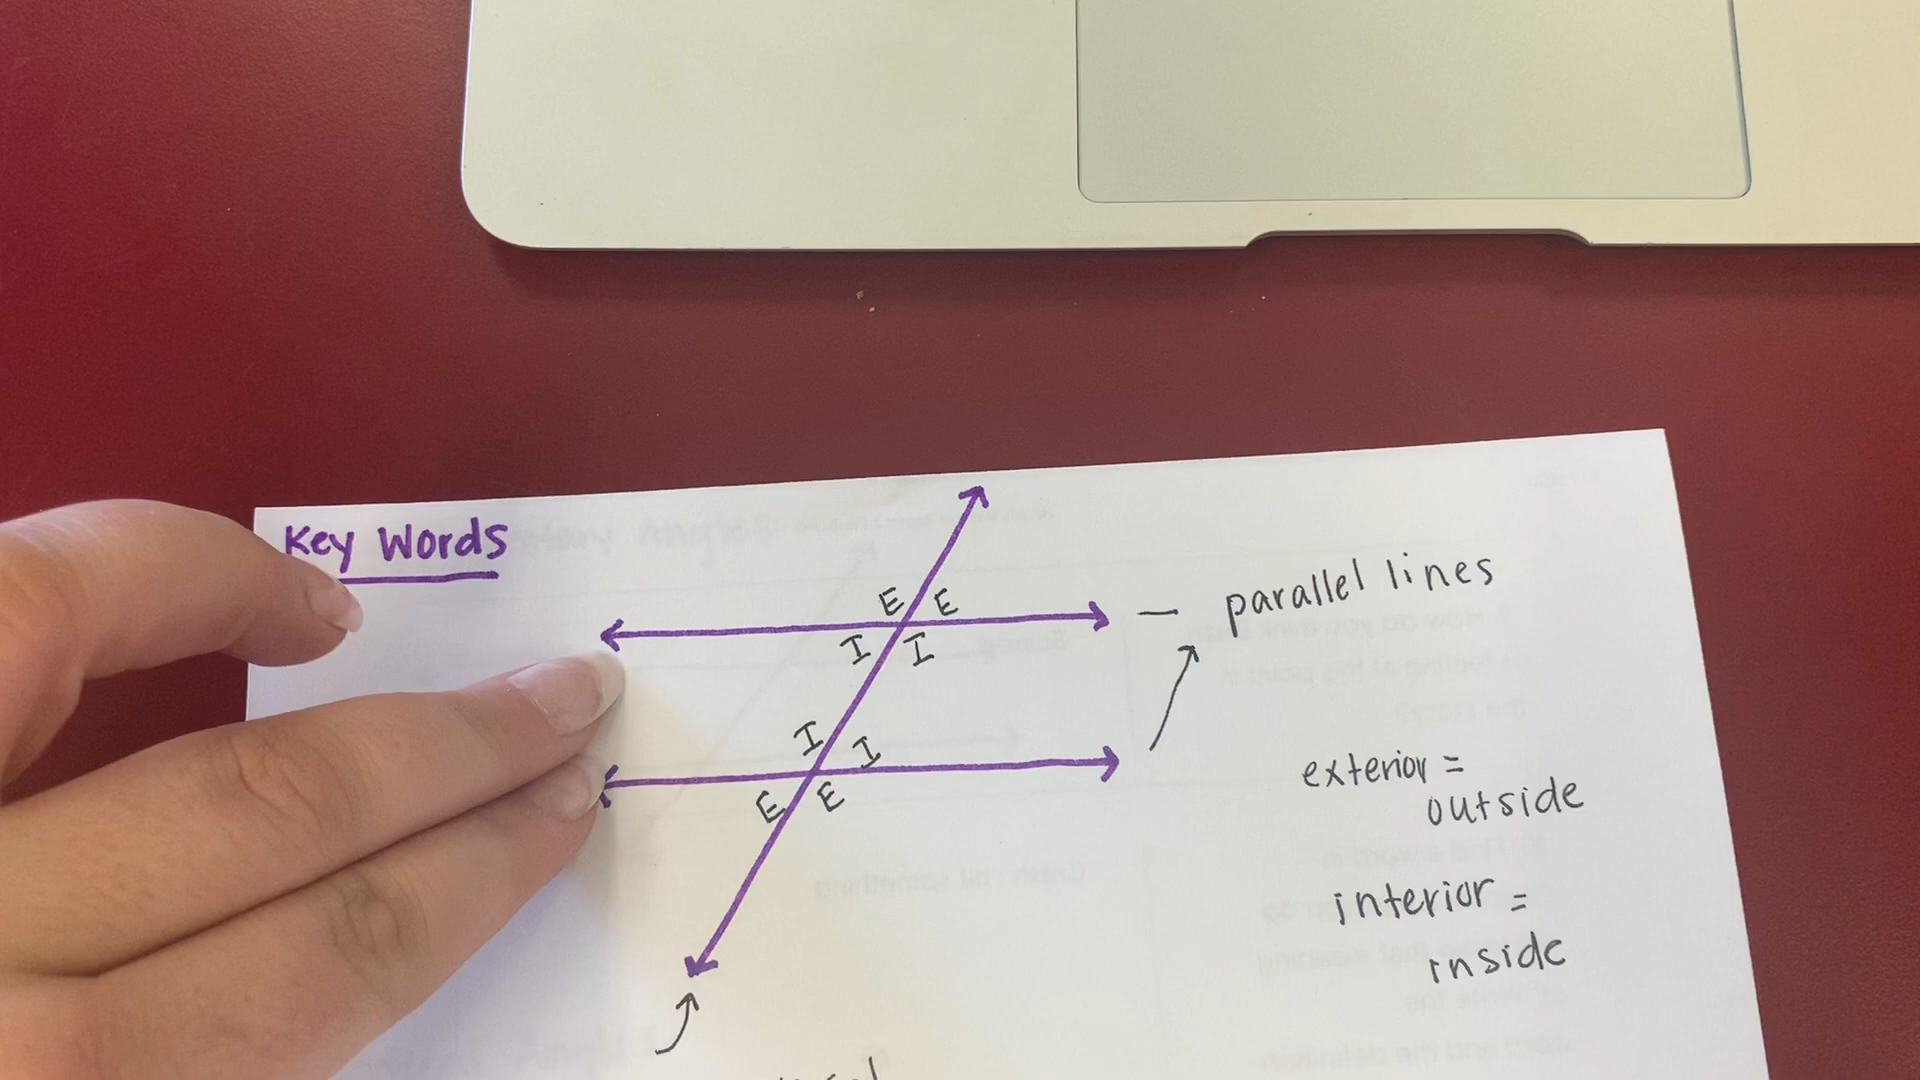 Key Words
E E
— parallel lines
I I
I I
exterior =
outside
E E
interior =
inside